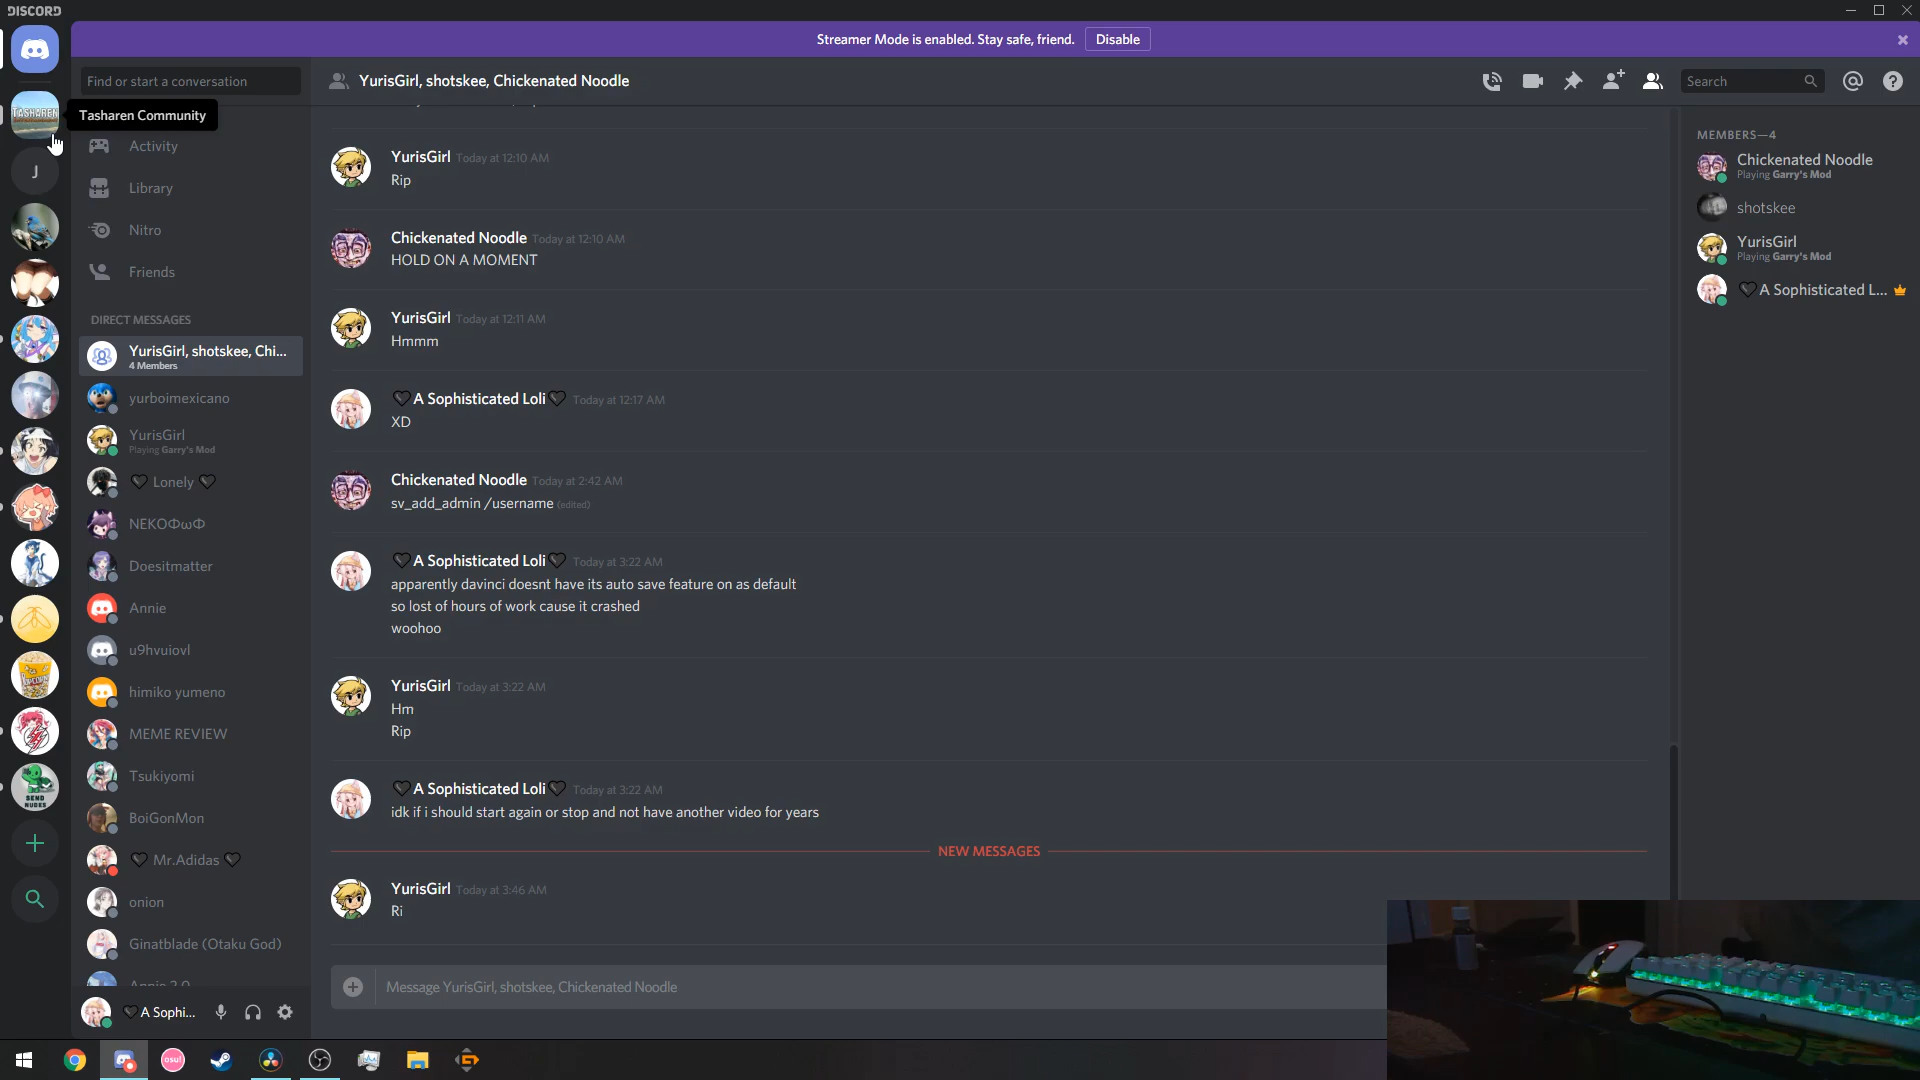 DISCORD
Streamer Mode is enabled. Stay safe, friend.
Disable
Find or start a conversation
YurisGirl, shotskee, Chickenated Noodle
Search
TASHAREN
Tasharen Community
J
Activity
Library
Nitro
Friends
DIRECT MESSAGES
YurisGirl, shotskee, Chi...
4 Members
yurboimexicano
YurisGirl
Playing Garry's Mod
🖤 Lonely 🖤
NEKOΦωΦ
Doesitmatter
Annie
u9hvuiovl
himiko yumeno
MEME REVIEW
Tsukiyomi
BoiGonMon
🖤 Mr.Adidas 🖤
onion
Ginatblade (Otaku God)
SEND
NUDES
🖤A Sophi...
YurisGirl Today at 12:10 AM
Rip
Chickenated Noodle Today at 12:10 AM
HOLD ON A MOMENT
YurisGirl Today at 12:11 AM
Hmmm
🖤A Sophisticated Loli🖤 Today at 12:17 AM
XD
Chickenated Noodle Today at 2:42 AM
sv_add_admin /username (edited)
🖤A Sophisticated Loli🖤 Today at 3:22 AM
apparently davinci doesnt have its auto save feature on as default
so lost of hours of work cause it crashed
woohoo
YurisGirl Today at 3:22 AM
Hm
Rip
🖤A Sophisticated Loli🖤 Today at 3:22 AM
idk if i should start again or stop and not have another video for years
NEW MESSAGES
YurisGirl Today at 3:46 AM
Ri
Message YurisGirl, shotskee, Chickenated Noodle
MEMBERS—4
Chickenated Noodle
Playing Garry's Mod
shotskee
YurisGirl
Playing Garry's Mod
🖤A Sophisticated L...
osu!